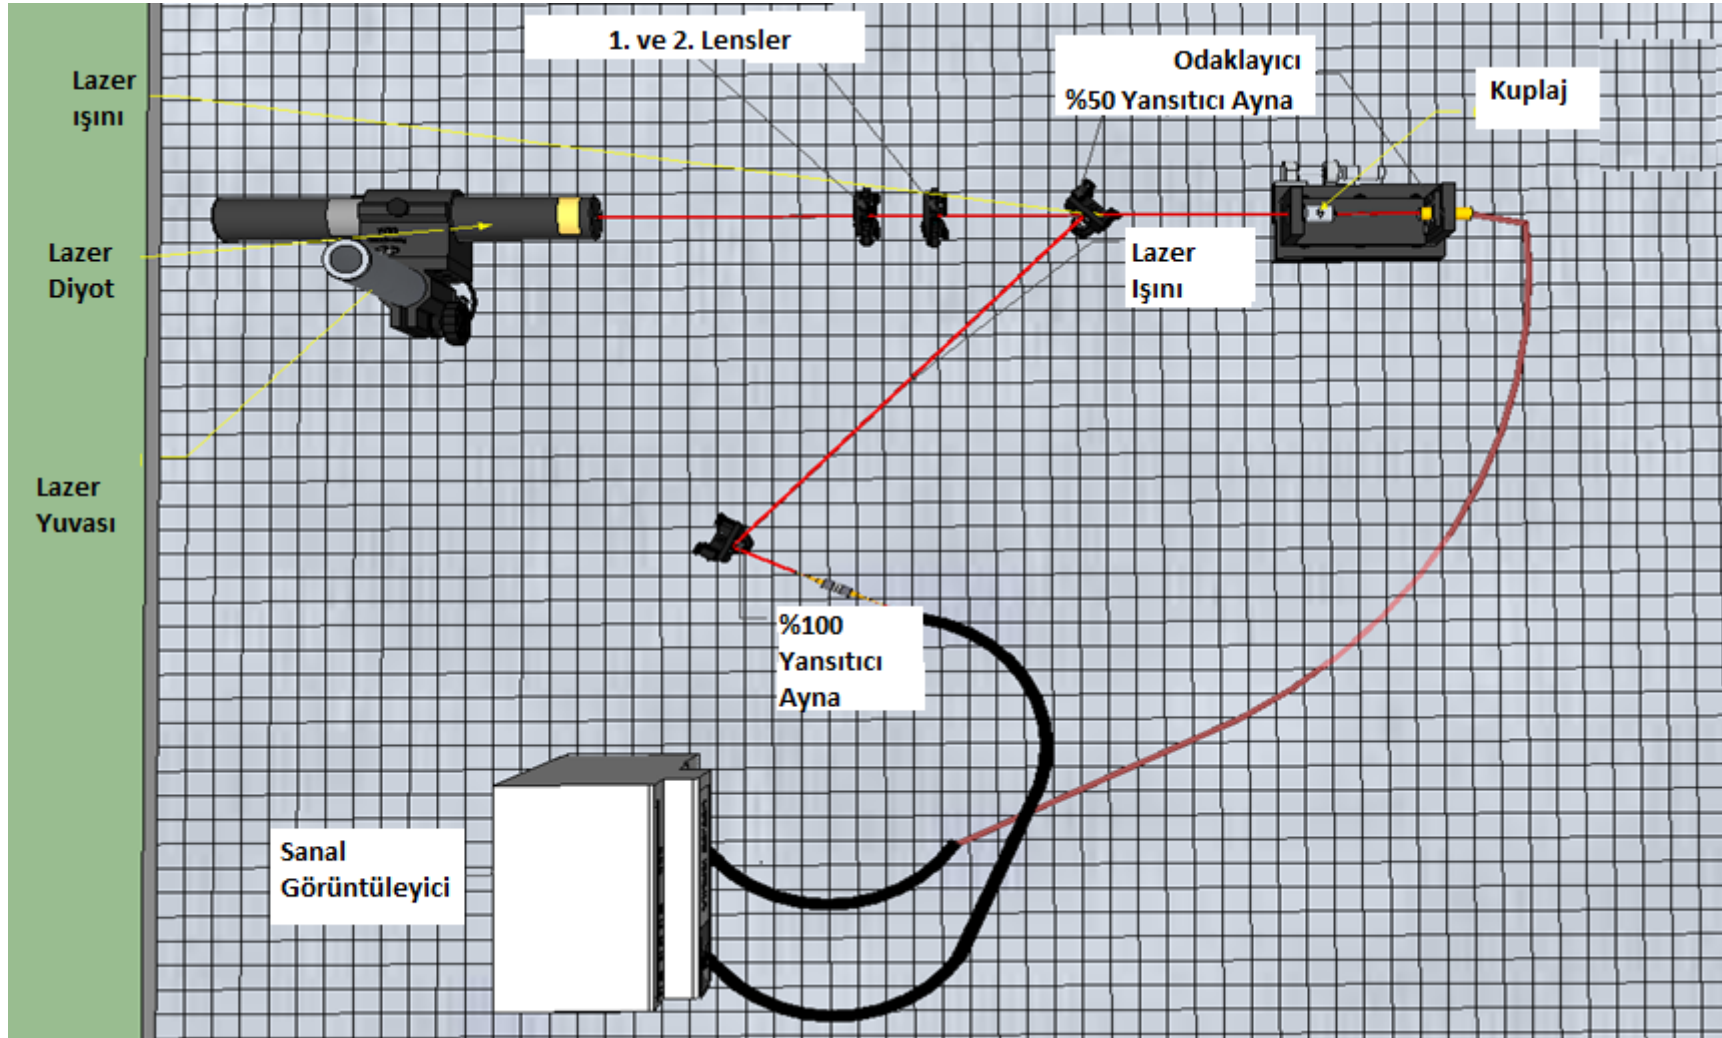 1. ve 2. Lensler
Odaklayıcı
%50 Yansıtıcı Ayna
Kuplaj
Lazer
ışını
Lazer
Diyot
Lazer
Işını
Lazer
Yuvası
%100
Yansıtıcı
Ayna
Sanal
Görüntüleyici